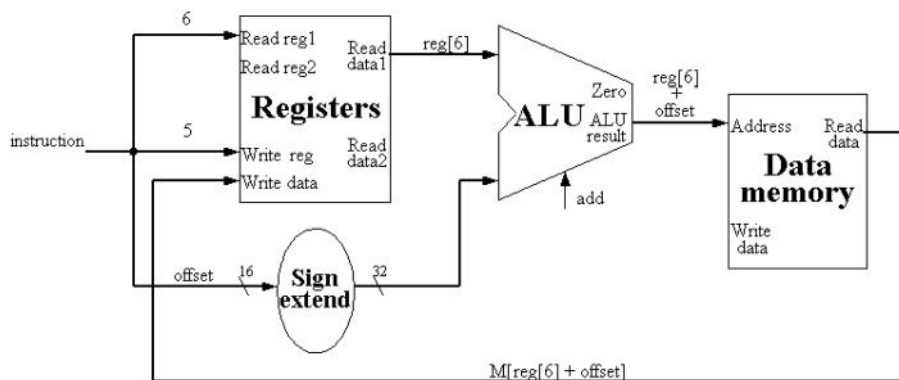 6
Read reg1
Read
data1
reg[6]
Read reg2
Registers
Zero
ALU
ALU
result
reg[6]
+
offset
5
instruction
Write reg
Write data
Read
data2
add
Address
Read
data
Data
memory
Write
data
offset
16
Sign
extend
32
M[reg[6] + offset]